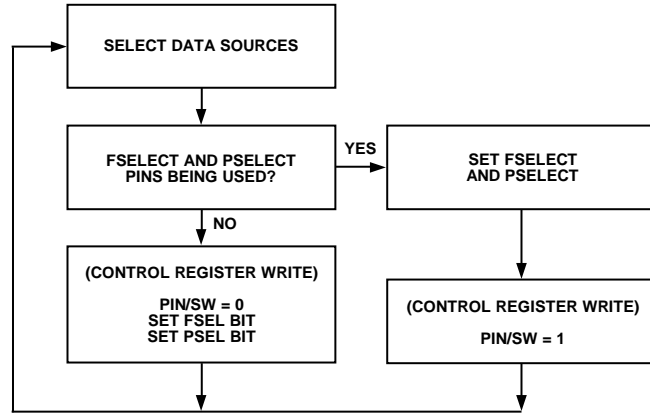 SELECT DATA SOURCES
FSELECT AND PSELECT
PINS BEING USED?
YES
SET FSELECT
AND PSELECT
NO
(CONTROL REGISTER WRITE)
PIN/SW = 0
SET FSEL BIT
SET PSEL BIT
(CONTROL REGISTER WRITE)
PIN/SW = 1